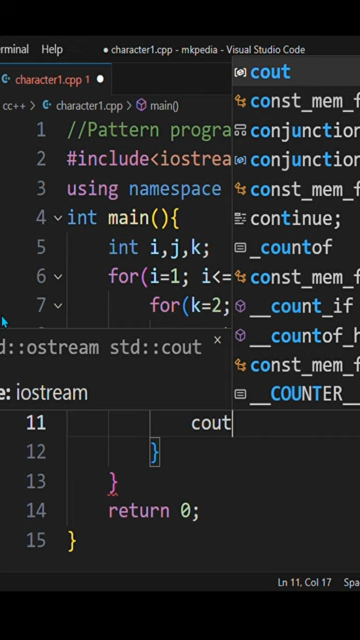 erminal Help ● character1.cpp - mkpedia - Visual Studio Code
character1.cpp 1 ●
cc++ > character1.cpp > main()
1 //Pattern progra
2 #include<iostrea
3 using namespace
4 int main(){
5 int i,j,k;
6 for(i=1; i<=
7 for(k=2;
d::ostream std::cout ×
e: iostream
cout
const_mem_f
conjunction
conjunction
const_mem_f
continue;
_countof
const_mem_f
__count_if
__countof_h
const_mem_f
__COUNTER__
11 cout
12 }
13 }
14 return 0;
15 }
Ln 11, Col 17